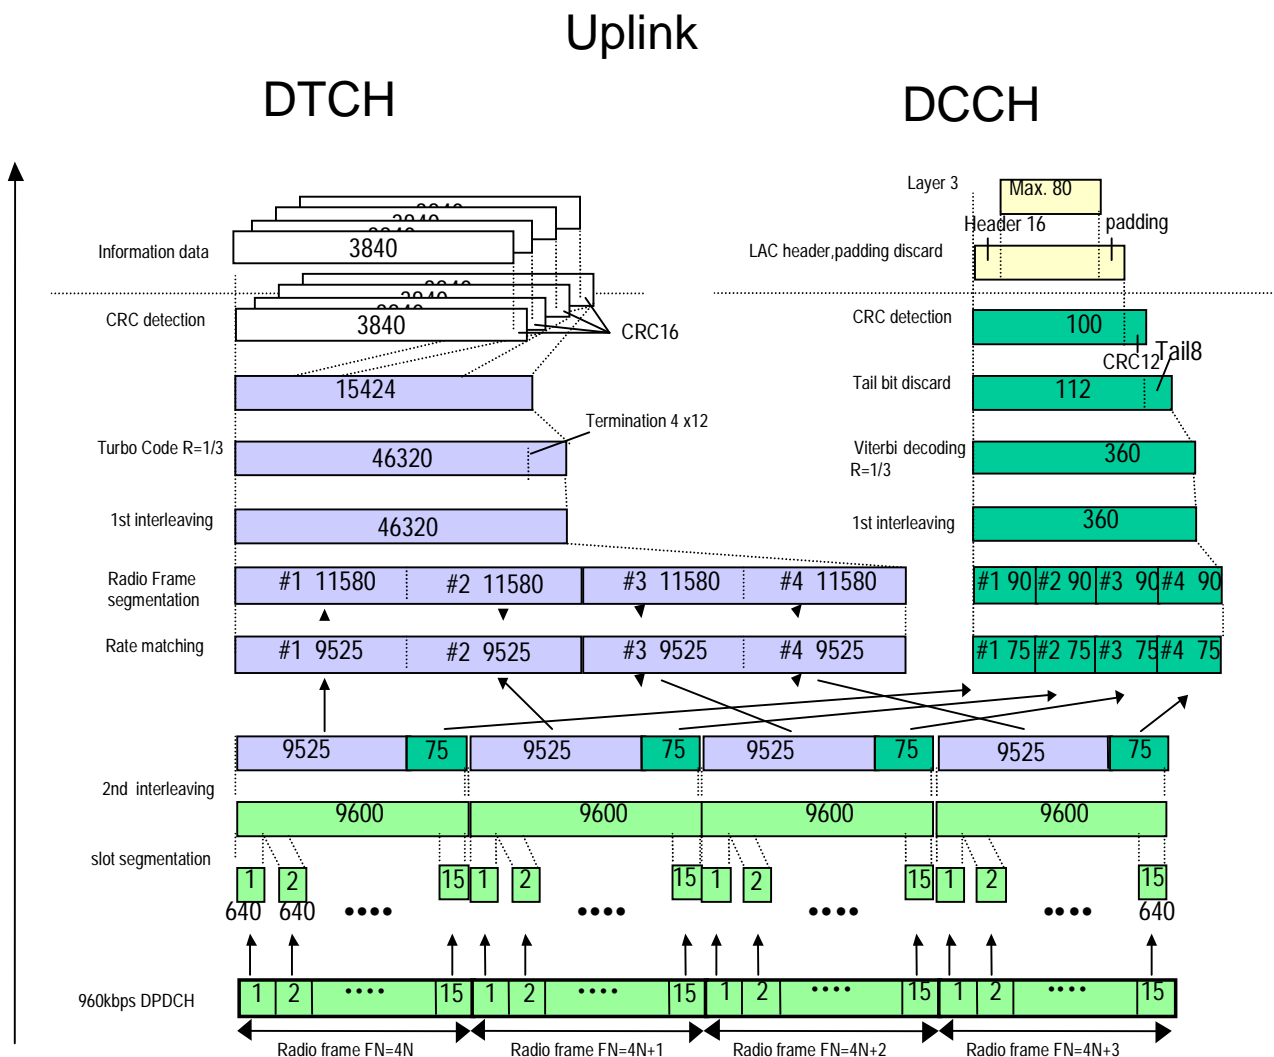 Uplink
DTCH
DCCH
Layer 3
Max. 80
Header 16
padding
3840
3840
3840
3840
Information data
LAC header,padding discard
3840
3840
3840
3840
CRC detection
CRC16
CRC detection
100
CRC12
Tail8
15424
Tail bit discard
112
Termination 4 x12
Turbo Code R=1/3
46320
Viterbi decoding
R=1/3
360
1st interleaving
46320
1st interleaving
360
Radio Frame
segmentation
#1 11580
#2 11580
#3 11580
#4 11580
#1 90
#2 90
#3 90
#4 90
Rate matching
#1 9525
#2 9525
#3 9525
#4 9525
#1 75
#2 75
#3 75
#4 75
9525
75
9525
75
9525
75
9525
75
2nd interleaving
9600
9600
9600
9600
slot segmentation
1
2
15
1
2
15
1
2
15
1
2
15
640
640
640
960kbps DPDCH
1
2
15
1
2
15
1
2
15
1
2
15
Radio frame FN=4N
Radio frame FN=4N+1
Radio frame FN=4N+2
Radio frame FN=4N+3